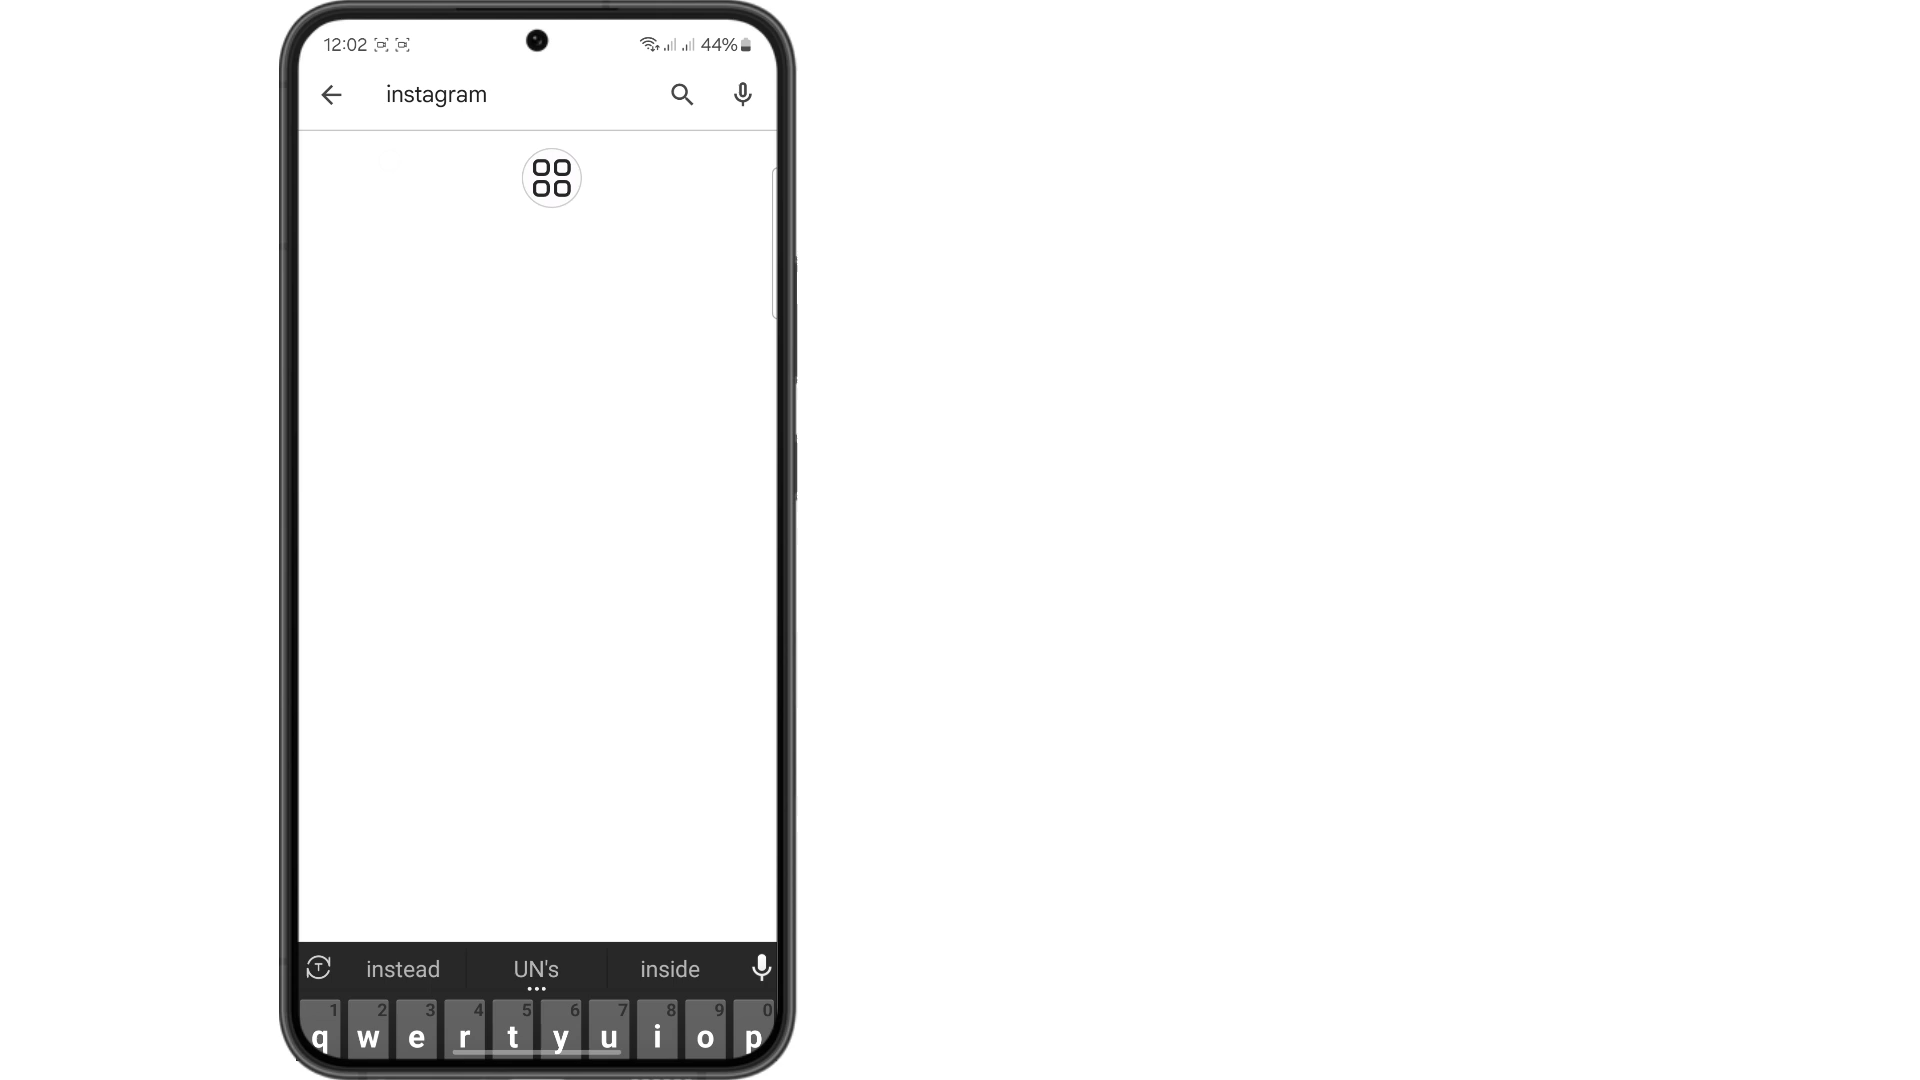 12:02 44%
instagram
instead UN's inside
1 2 3 4 5 6 7 8 9 0
q w e r t y u i o p